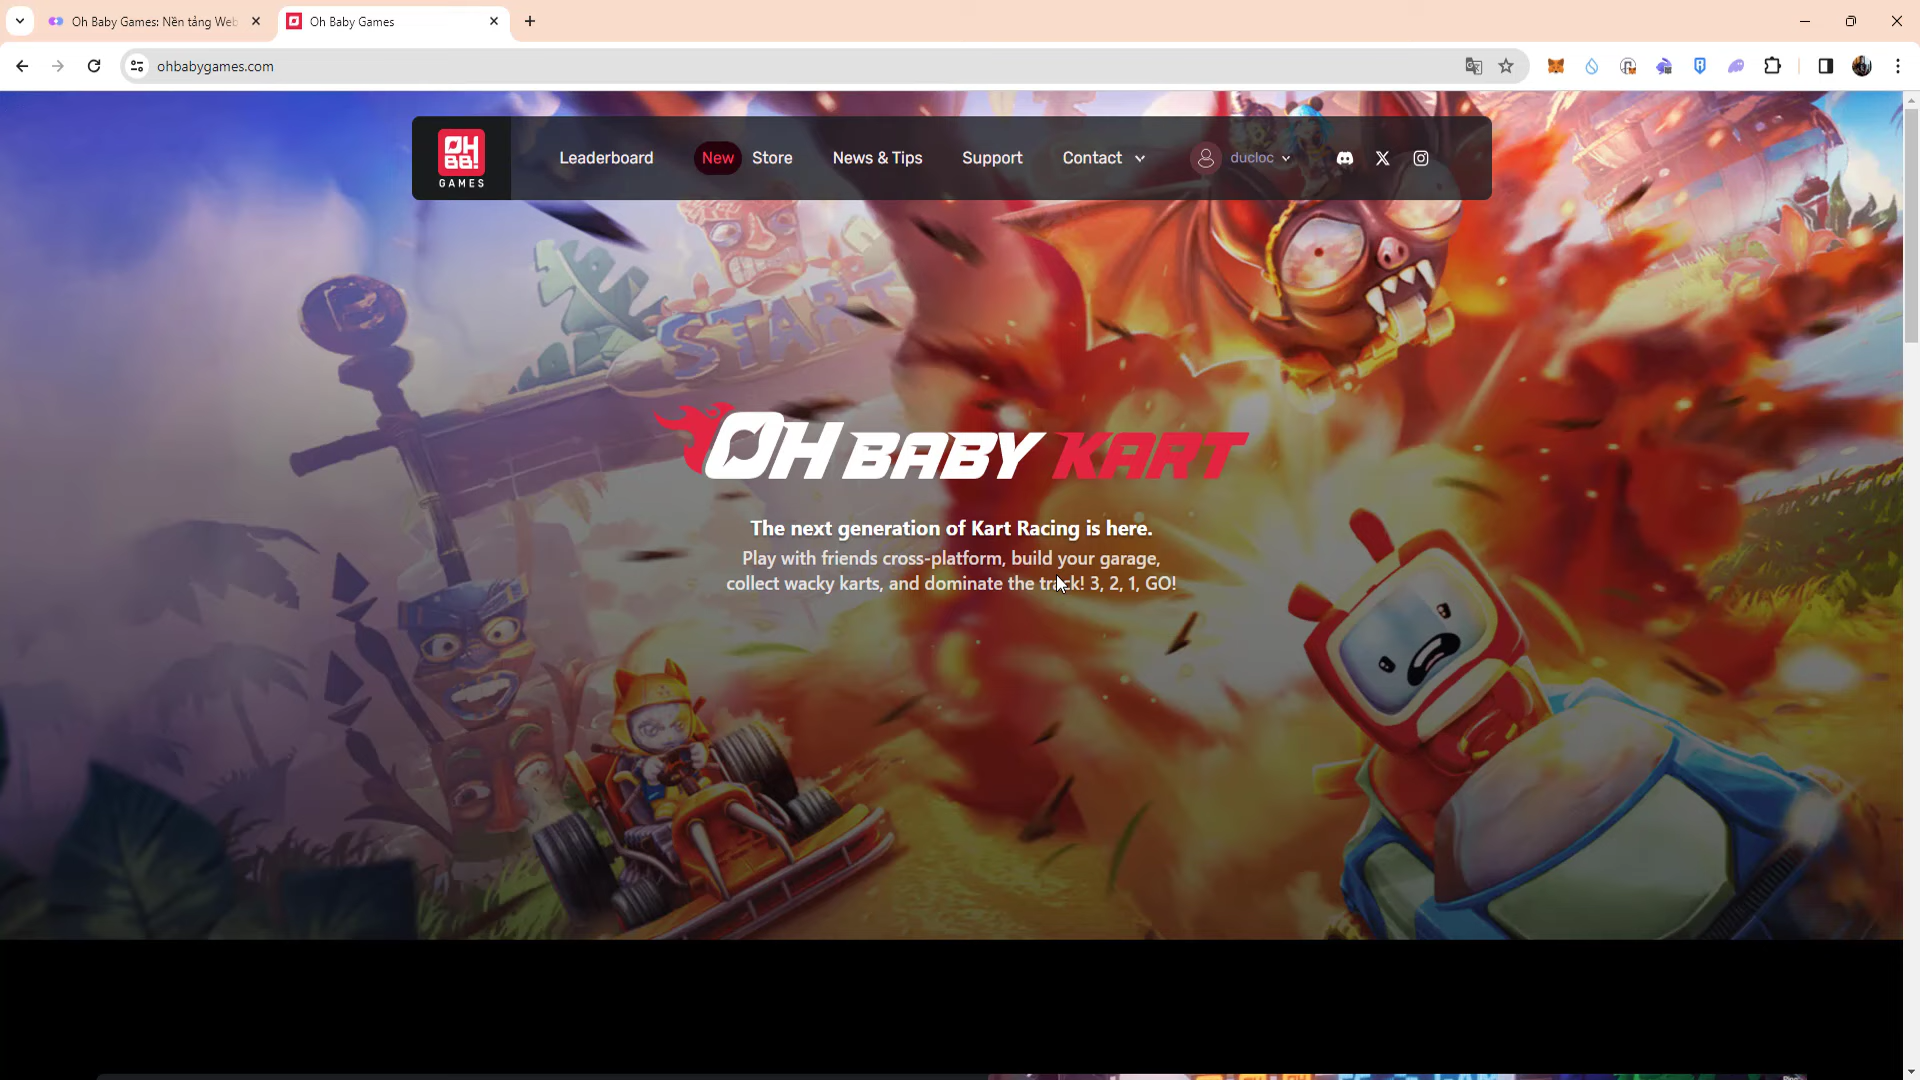 Oh Baby Games: Nền tảng Web
Oh Baby Games
ohbabygames.com
OH
BB!
GAMES
Leaderboard
New
Store
News & Tips
Support
Contact
ducloc
START
OH BABY KART
The next generation of Kart Racing is here.
Play with friends cross-platform, build your garage,
collect wacky karts, and dominate the track! 3, 2, 1, GO!